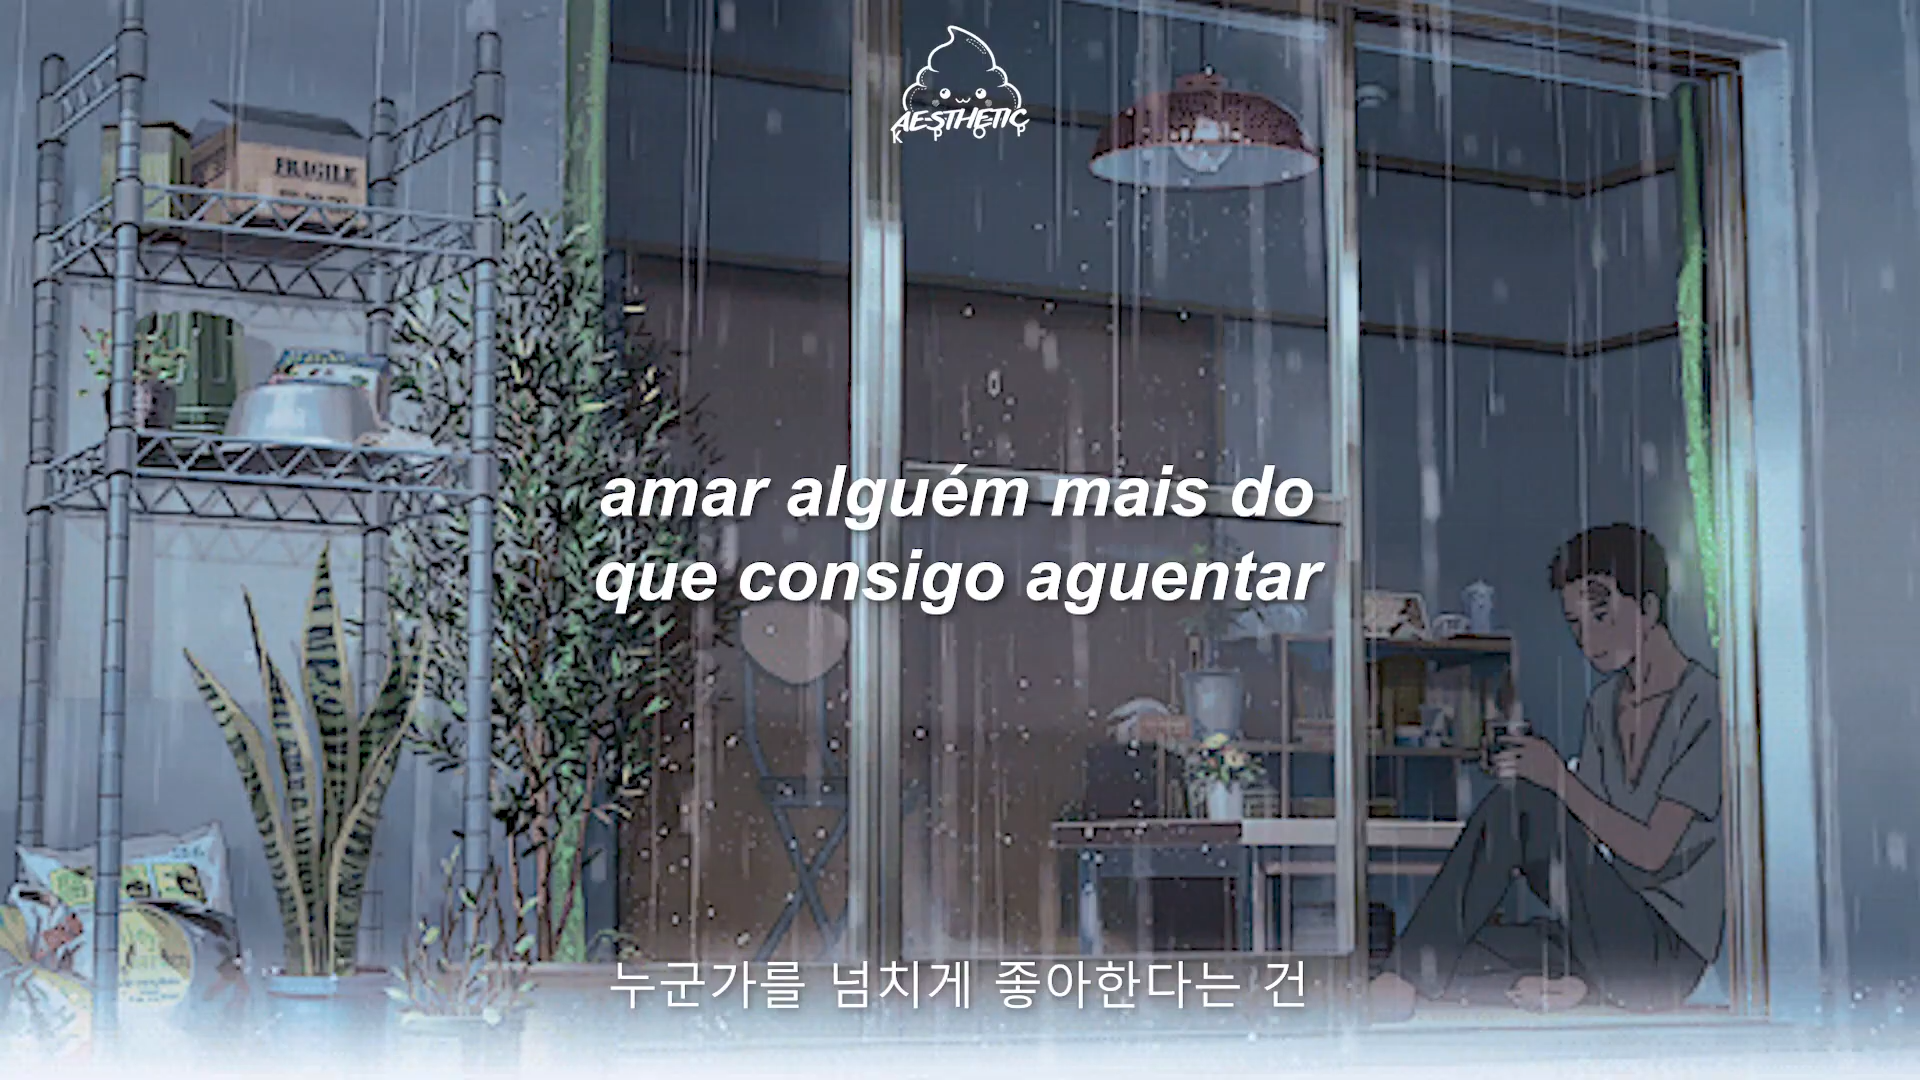 AESTHETIC
K P O P
FRAGILE
amar alguém mais do
que consigo aguentar
누군가를 넘치게 좋아한다는 건